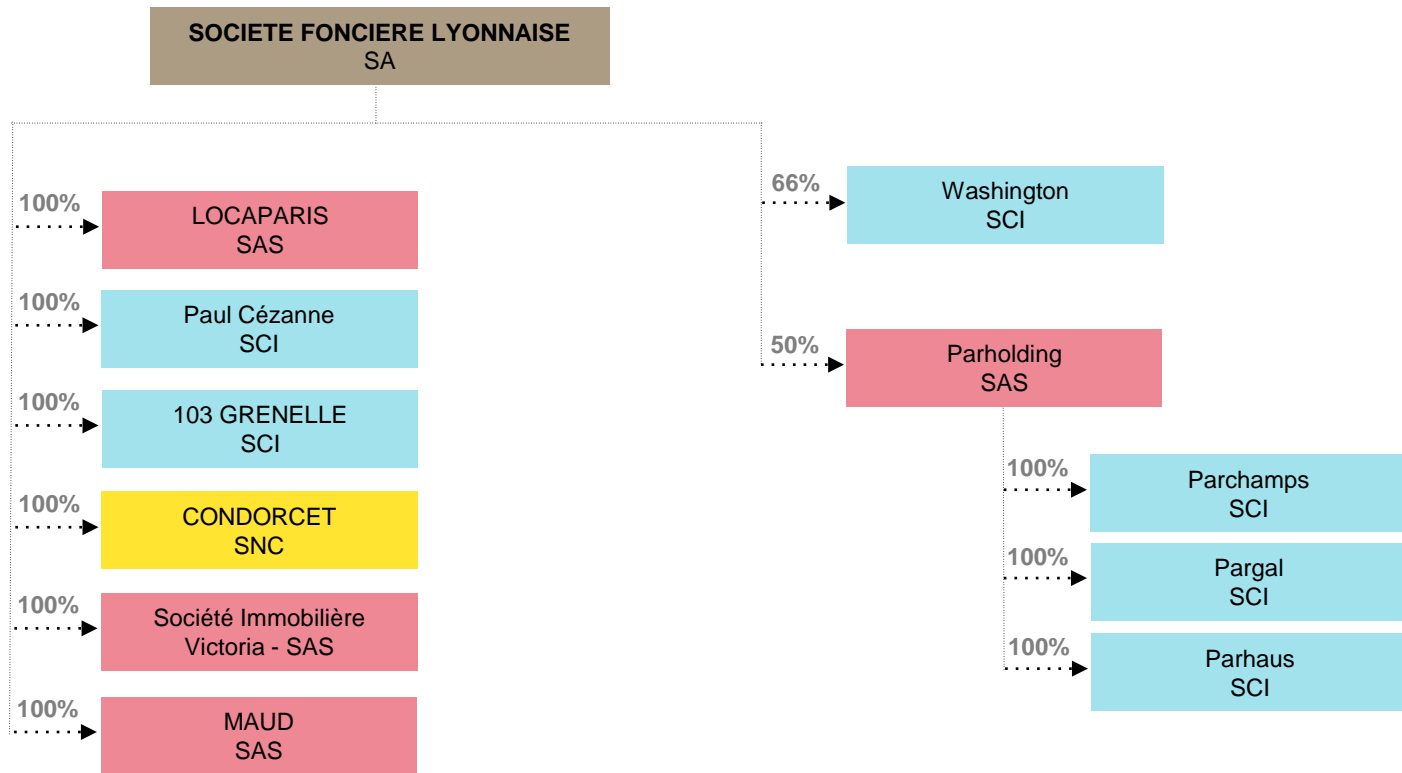 SOCIETE FONCIERE LYONNAISE
SA
100%
LOCAPARIS
SAS
100%
Paul Cézanne
SCI
100%
103 GRENELLE
SCI
100%
CONDORCET
SNC
100%
Société Immobilière
Victoria - SAS
100%
MAUD
SAS
66%
Washington
SCI
50%
Parholding
SAS
100%
Parchamps
SCI
100%
Pargal
SCI
100%
Parhaus
SCI